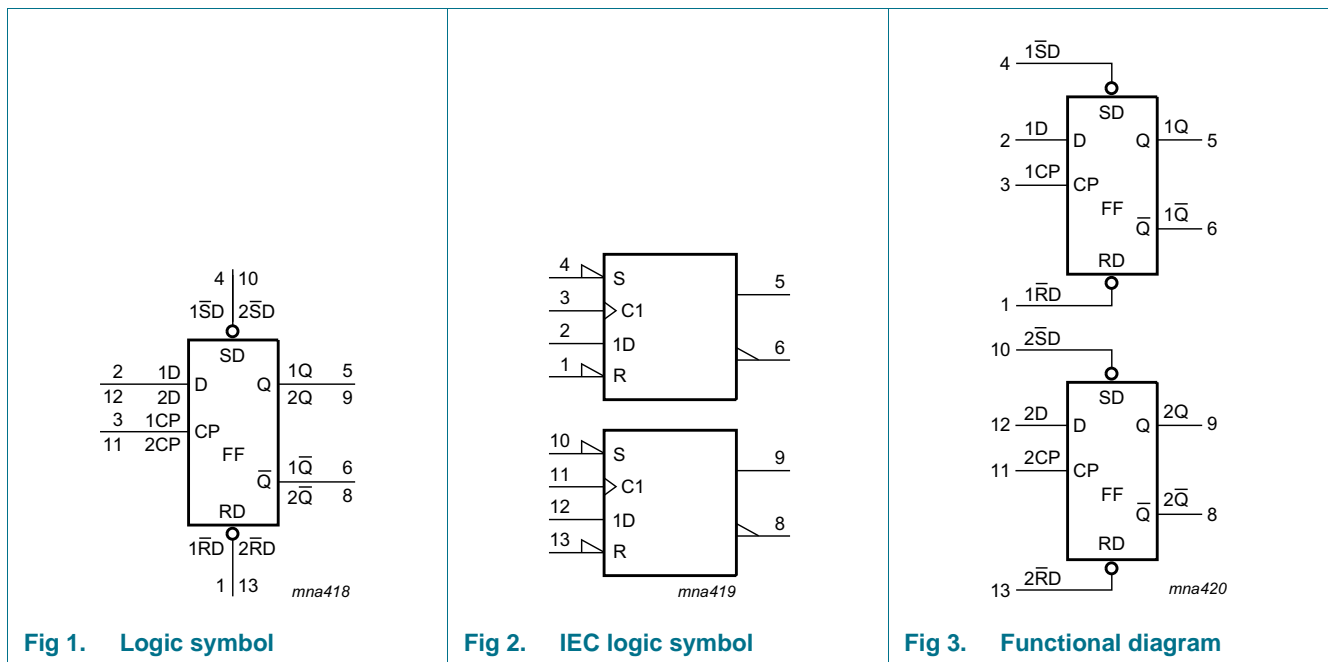 4 10
1S̅D 2S̅D
SD
2 1D D Q 1Q 5
12 2D 2Q 9
3 1CP CP
11 2CP
FF
Q̅ 1Q̅ 6
2Q̅ 8
RD
1R̅D 2R̅D
1 13
mna418
Fig 1. Logic symbol
4 S 5
3 C1
2 1D
1 R 6
10 S 9
11 C1
12 1D
13 R 8
mna419
Fig 2. IEC logic symbol
4 1S̅D
SD
2 1D D Q 1Q 5
3 1CP CP
FF
Q̅ 1Q̅ 6
RD
1 1R̅D
10 2S̅D
SD
12 2D D Q 2Q 9
11 2CP CP
FF
Q̅ 2Q̅ 8
RD
13 2R̅D
mna420
Fig 3. Functional diagram